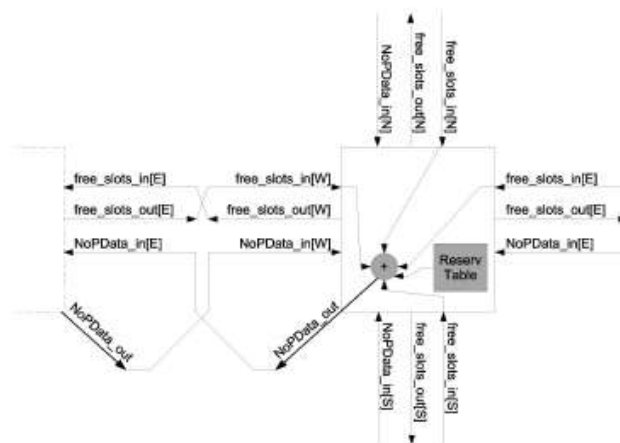 NoPData_in[N]
free_slots_out[N]
free_slots_in[N]
free_slots_in[E]
free_slots_in[W]
free_slots_in[E]
free_slots_out[E]
free_slots_out[W]
free_slots_out[E]
NoPData_in[E]
NoPData_in[W]
NoPData_in[E]
+
Reserv
Table
NoPData_out
NoPData_out
NoPData_in[S]
free_slots_out[S]
free_slots_in[S]